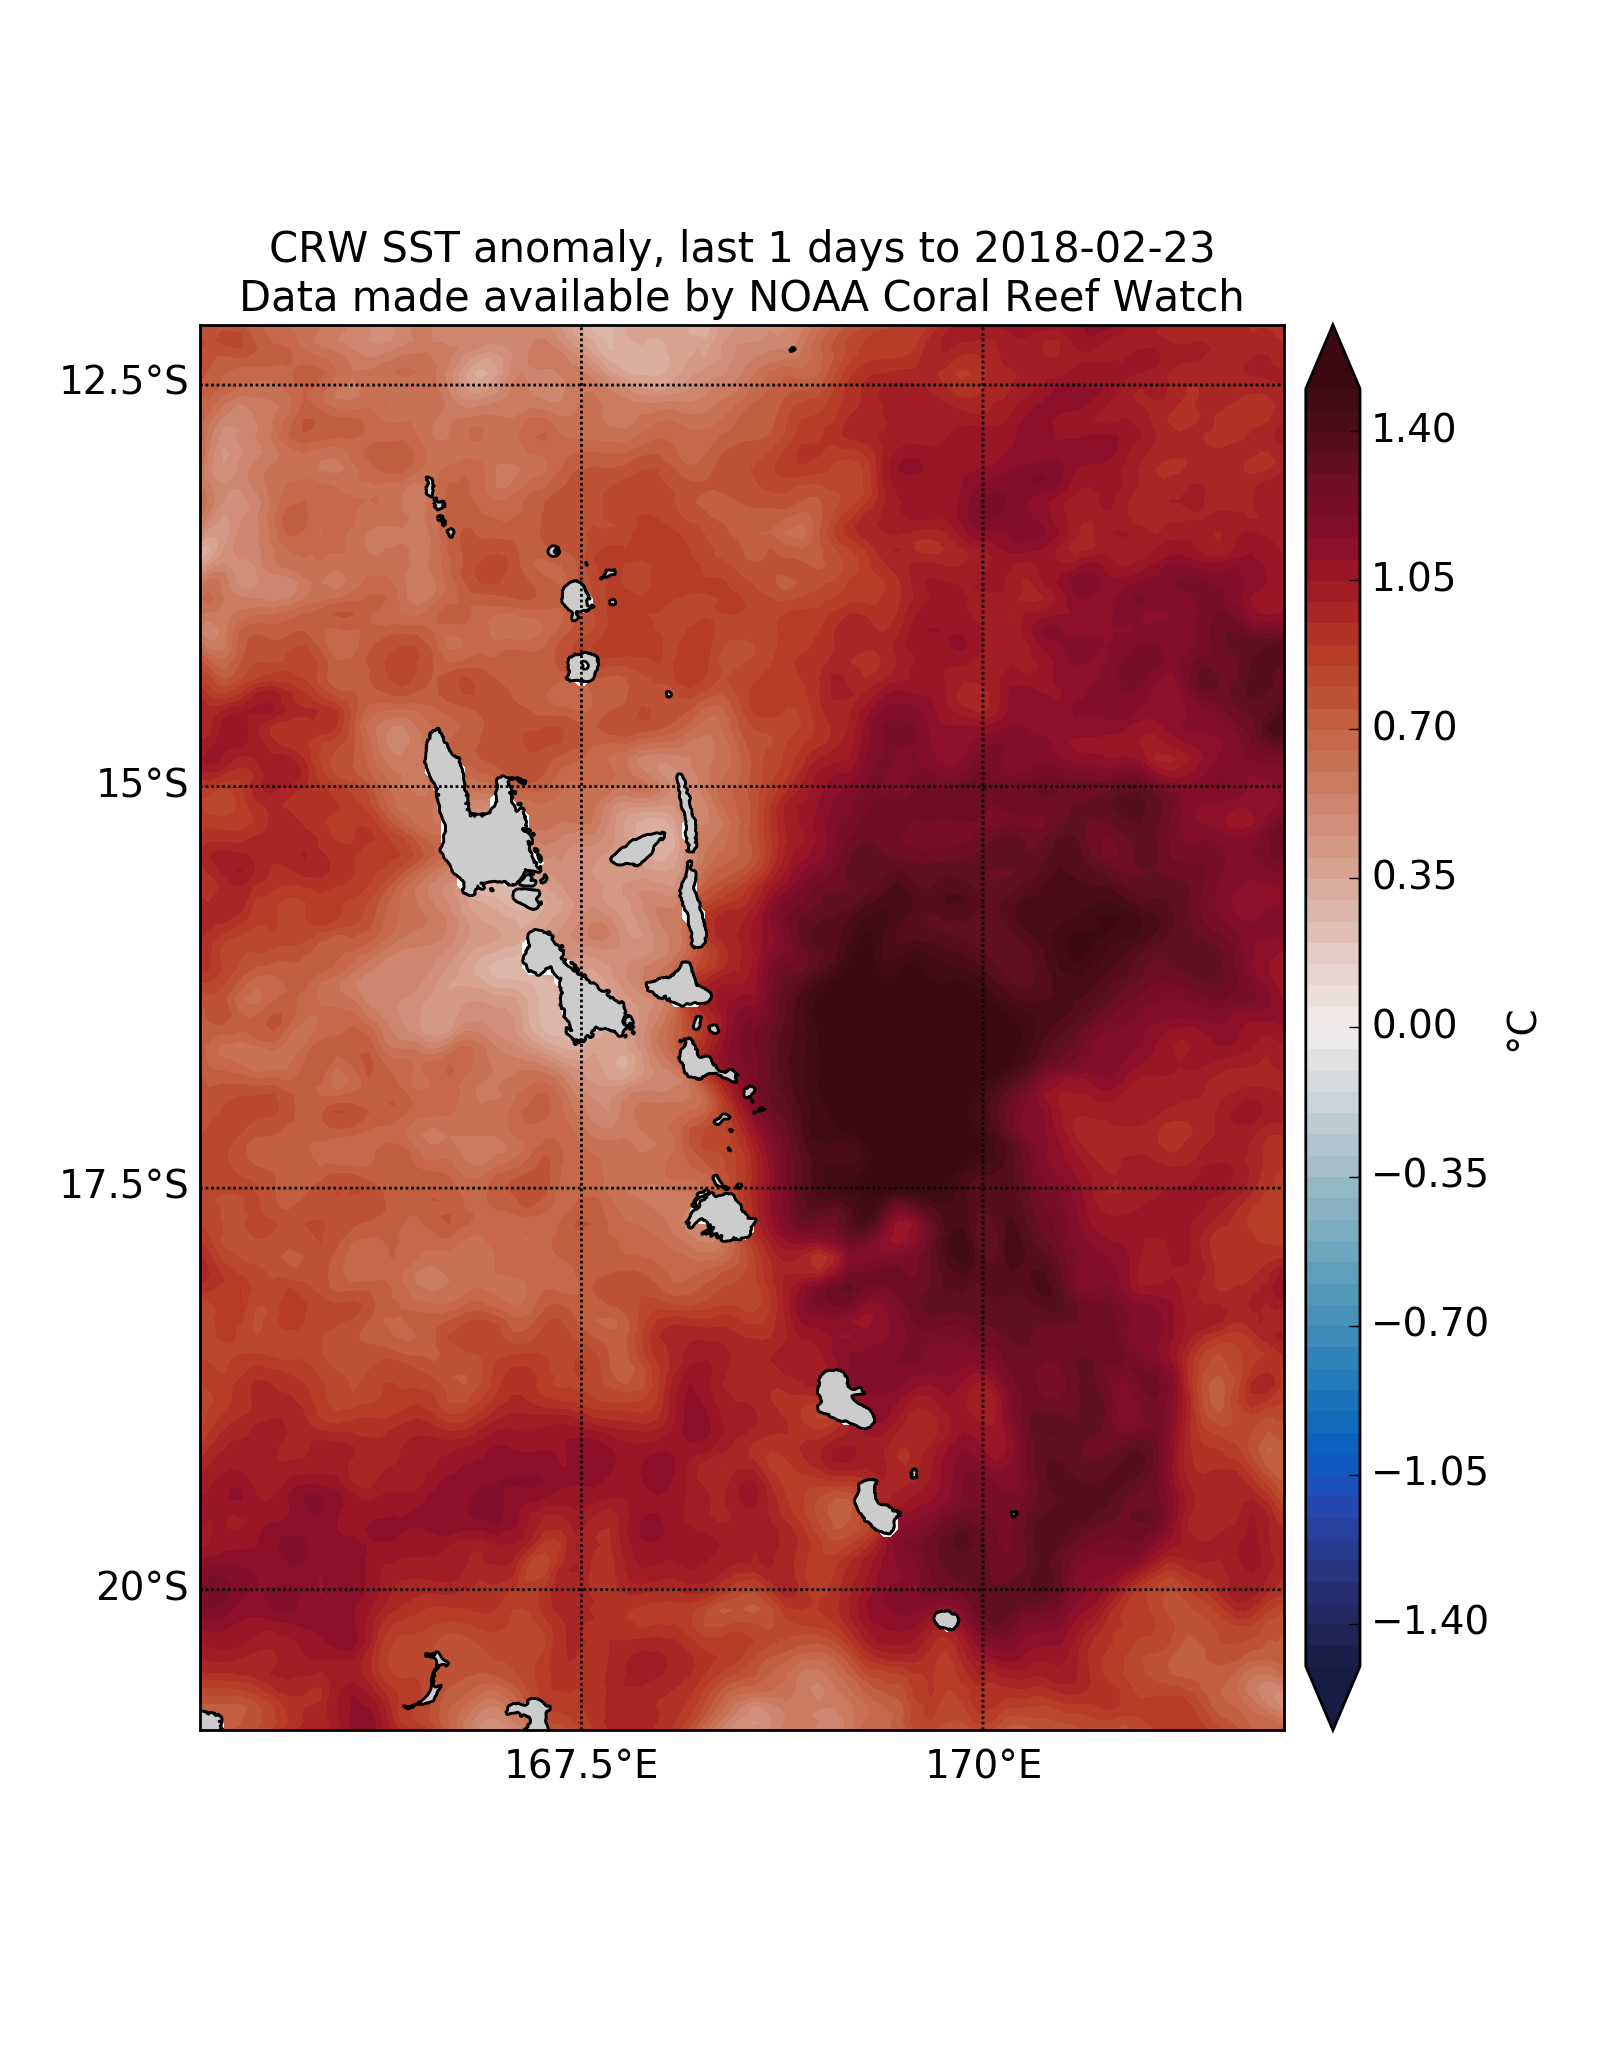 CRW SST anomaly, last 1 days to 2018-02-23
Data made available by NOAA Coral Reef Watch
12.5°S
15°S
17.5°S
20°S
167.5°E
170°E
1.40
1.05
0.70
0.35
0.00
−0.35
−0.70
−1.05
−1.40
°C